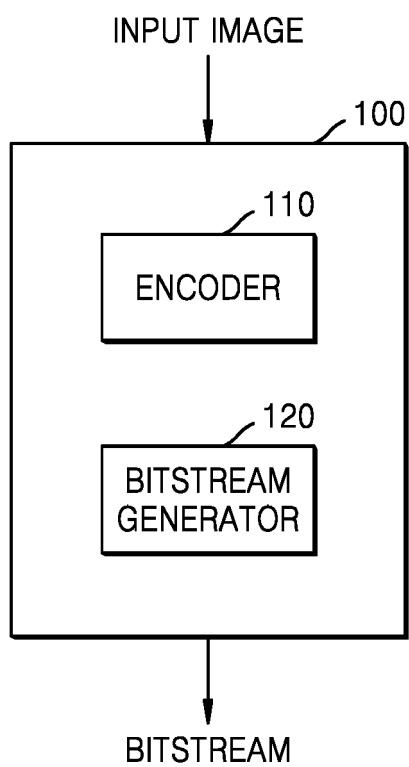 INPUT IMAGE
100
110
ENCODER
120
BITSTREAM
GENERATOR
BITSTREAM